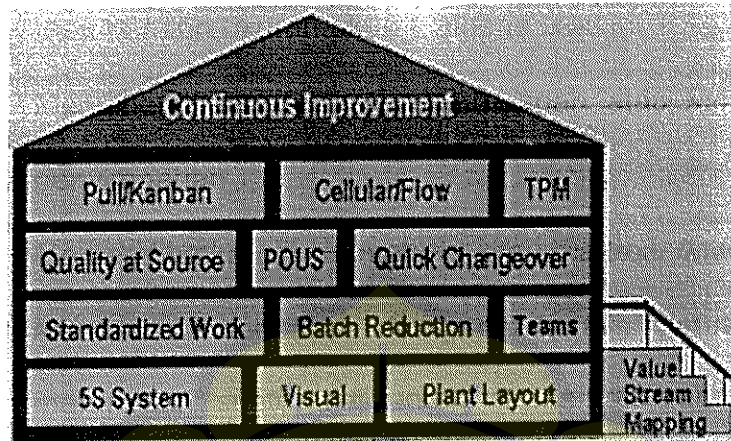 Continuous Improvement
Pull/Kanban Cellular/Flow TPM
Quality at Source POUS Quick Changeover
Standardized Work Batch Reduction Teams
5S System Visual Plant Layout
Value
Stream
Mapping